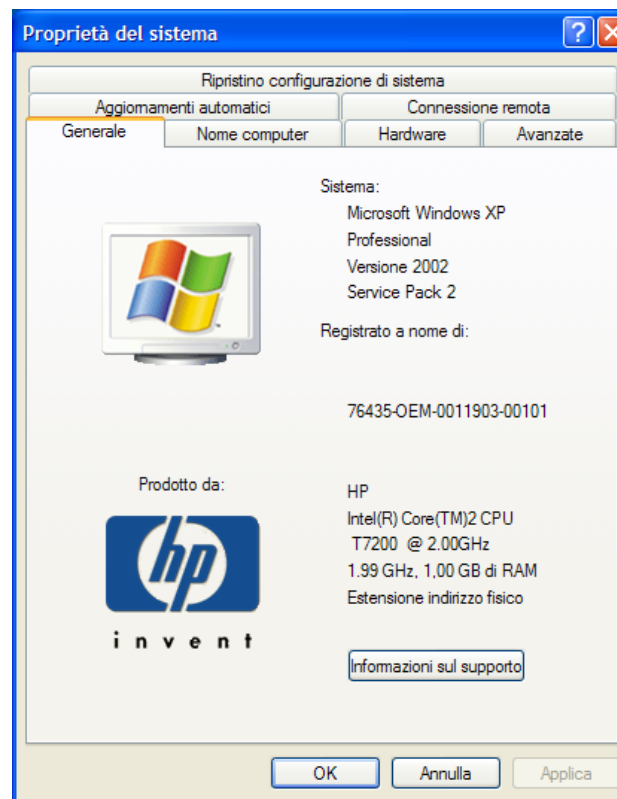 Proprietà del sistema
Ripristino configurazione di sistema
Aggiornamenti automatici
Connessione remota
Generale
Nome computer
Hardware
Avanzate
Sistema:
Microsoft Windows XP
Professional
Versione 2002
Service Pack 2
Registrato a nome di:
76435-OEM-0011903-00101
Prodotto da:
HP
Intel(R) Core(TM)2 CPU
T7200 @ 2.00GHz
1.99 GHz, 1,00 GB di RAM
Estensione indirizzo fisico
hp
invent
Informazioni sul supporto
OK
Annulla
Applica